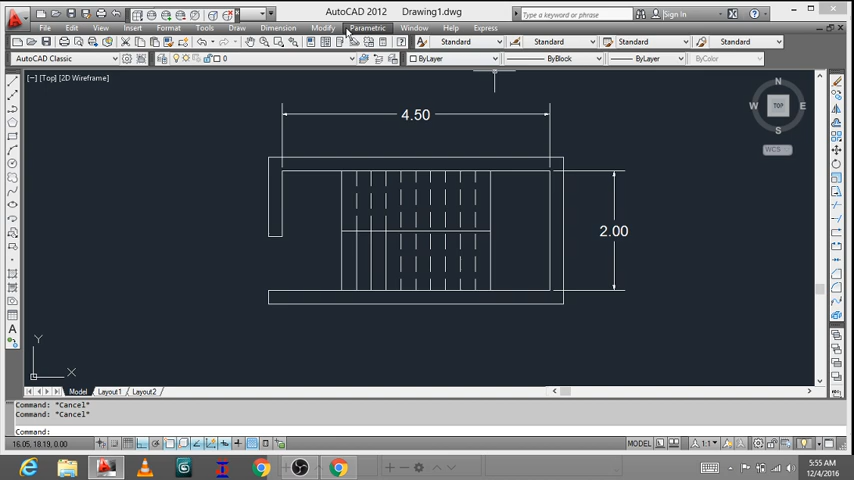 AutoCAD 2012 Drawing1.dwg
Type a keyword or phrase
Sign In
File Edit View Insert Format Tools Draw Dimension Modify Parametric Window Help Express
Standard Standard Standard Standard
AutoCAD Classic 0 ByLayer ByBlock ByLayer ByColor
[−] [Top] [2D Wireframe]
N
W TOP E
S
WCS
4.50
2.00
Y
X
Model Layout1 Layout2
Command: *Cancel*
Command: *Cancel*
Command:
16.05, 18.19, 0.00
MODEL 1:1
5:55 AM
12/4/2016